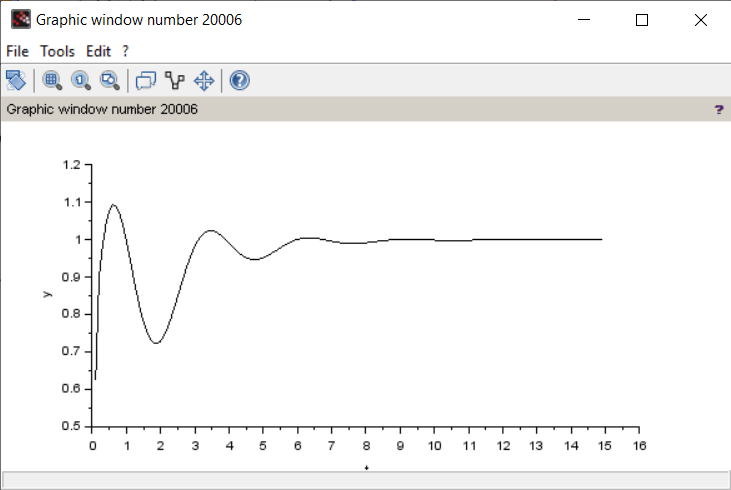 Graphic window number 20006
File Tools Edit ?
Graphic window number 20006 ?
1.2
1.1
1
0.9
0.8
0.7
0.6
0.5
y
0 1 2 3 4 5 6 7 8 9 10 11 12 13 14 15 16